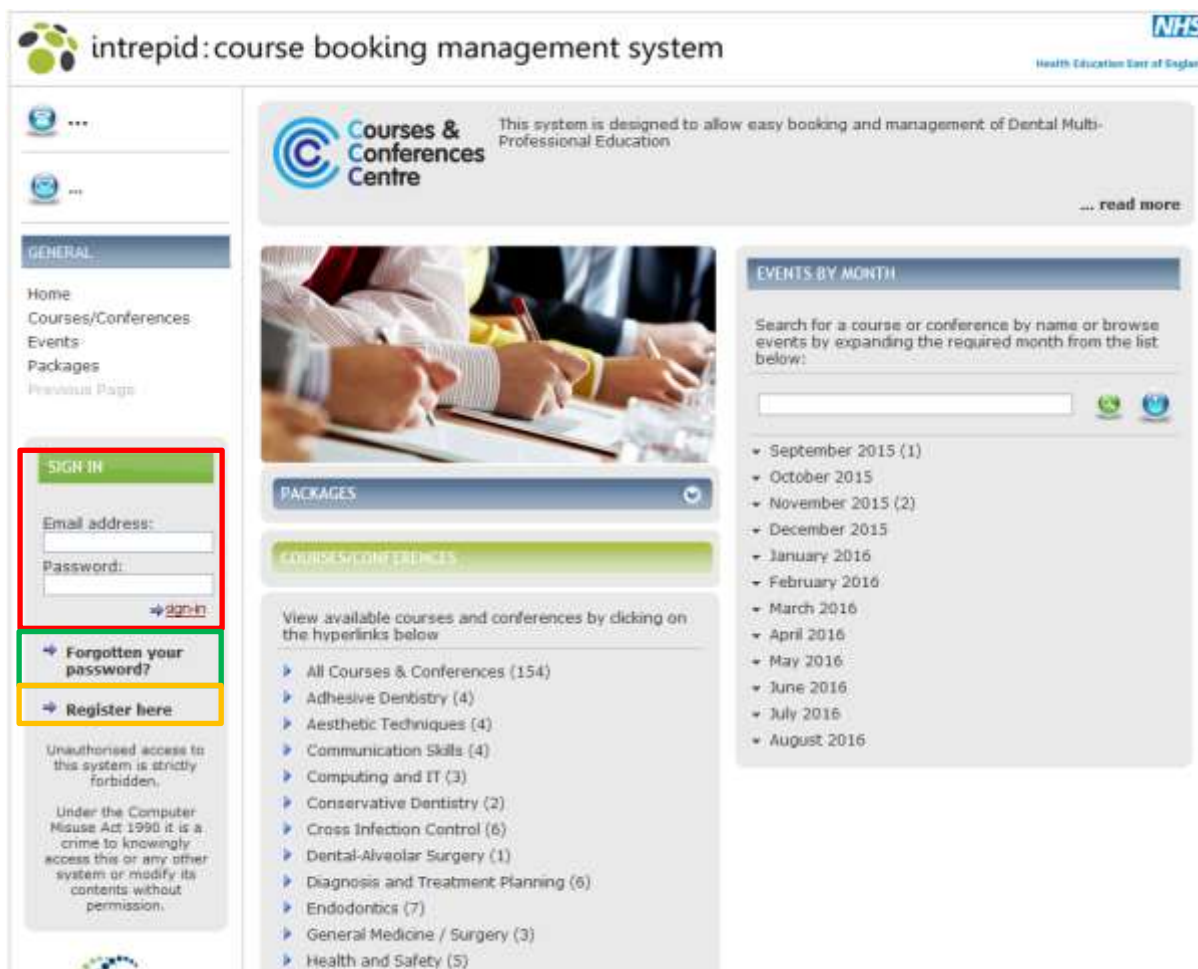 intrepid: course booking management system
NHS
Health Education East of England
...
...
GENERAL
Home
Courses/Conferences
Events
Packages
Previous Page
SIGN IN
Email address:
Password:
sign-in
Forgotten your
password?
Register here
Unauthorised access to
this system is strictly
forbidden.
Under the Computer
Misuse Act 1990 it is a
crime to knowingly
access this or any other
system or modify its
contents without
permission.
Courses &
Conferences
Centre
This system is designed to allow easy booking and management of Dental Multi-
Professional Education
... read more
PACKAGES
COURSES/CONFERENCES
View available courses and conferences by clicking on
the hyperlinks below
All Courses & Conferences (154)
Adhesive Dentistry (4)
Aesthetic Techniques (4)
Communication Skills (4)
Computing and IT (3)
Conservative Dentistry (2)
Cross Infection Control (6)
Dental-Alveolar Surgery (1)
Diagnosis and Treatment Planning (6)
Endodontics (7)
General Medicine / Surgery (3)
Health and Safety (5)
EVENTS BY MONTH
Search for a course or conference by name or browse
events by expanding the required month from the list
below:
September 2015 (1)
October 2015
November 2015 (2)
December 2015
January 2016
February 2016
March 2016
April 2016
May 2016
June 2016
July 2016
August 2016